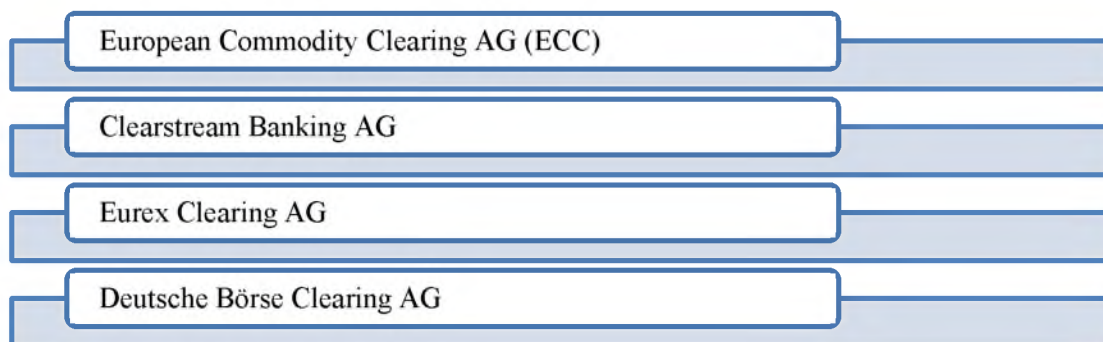 European Commodity Clearing AG (ECC)
Clearstream Banking AG
Eurex Clearing AG
Deutsche Börse Clearing AG